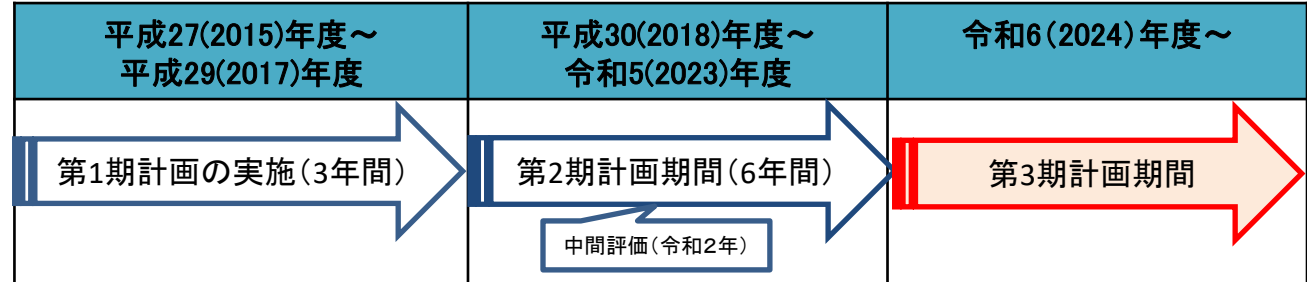 平成27(2015)年度～
平成29(2017)年度
平成30(2018)年度～
令和5(2023)年度
令和6(2024)年度～
第1期計画の実施(3年間)
第2期計画期間(6年間)
第3期計画期間
中間評価(令和2年)